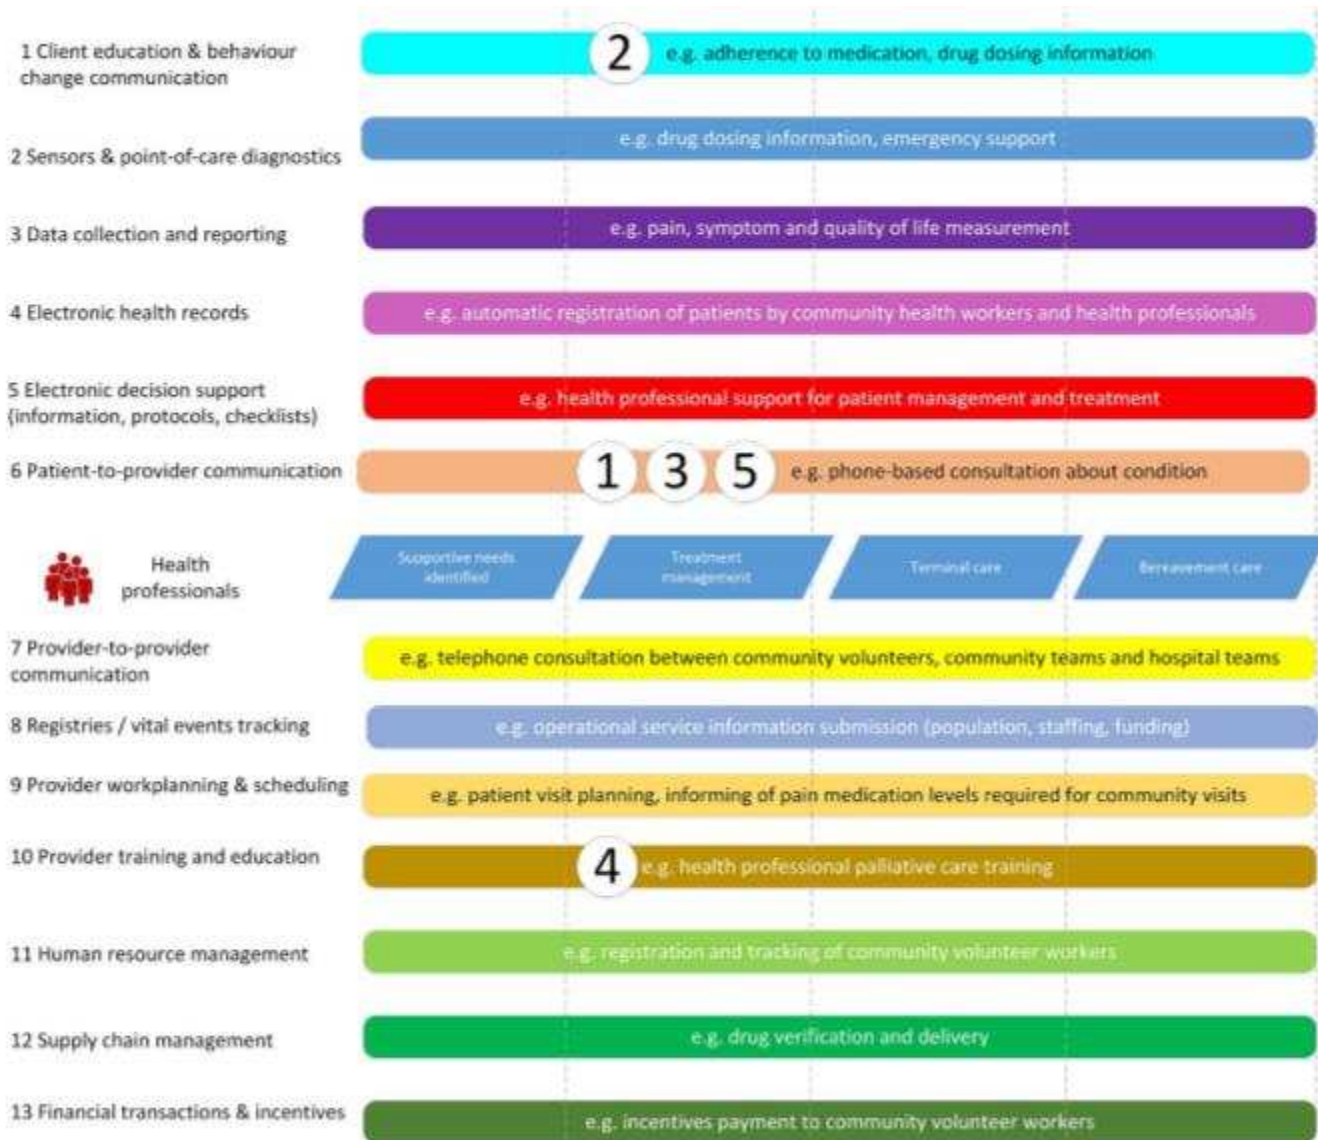 1 Client education & behaviour
change communication
2
e.g. adherence to medication, drug dosing information
2 Sensors & point-of-care diagnostics
e.g. drug dosing information, emergency support
3 Data collection and reporting
e.g. pain, symptom and quality of life measurement
4 Electronic health records
e.g. automatic registration of patients by community health workers and health professionals
5 Electronic decision support
(information, protocols, checklists)
e.g. health professional support for patient management and treatment
6 Patient-to-provider communication
1 3 5
e.g. phone-based consultation about condition
Health
professionals
Supportive needs
identified
Treatment
management
Terminal care
Bereavement care
7 Provider-to-provider
communication
e.g. telephone consultation between community volunteers, community teams and hospital teams
8 Registries / vital events tracking
e.g. operational service information submission (population, staffing, funding)
9 Provider workplanning & scheduling
e.g. patient visit planning, informing of pain medication levels required for community visits
10 Provider training and education
4
e.g. health professional palliative care training
11 Human resource management
e.g. registration and tracking of community volunteer workers
12 Supply chain management
e.g. drug verification and delivery
13 Financial transactions & incentives
e.g. incentives payment to community volunteer workers